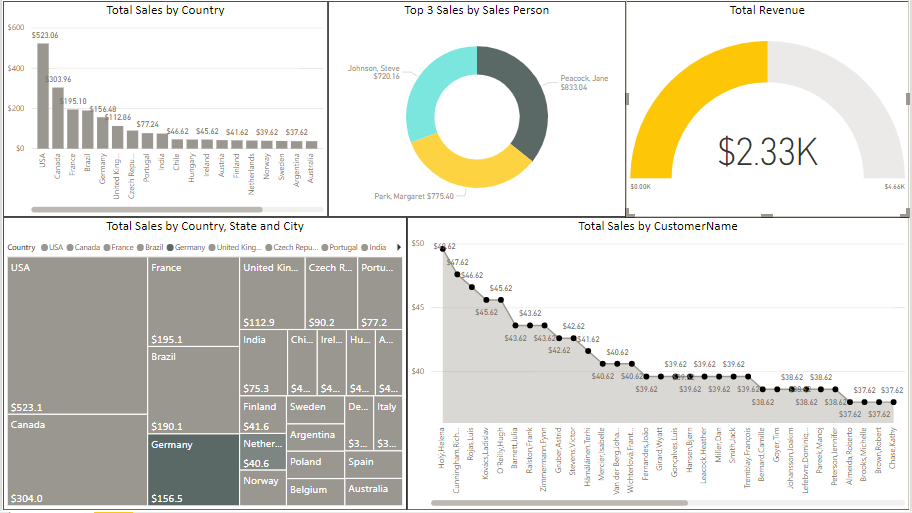 Total Sales by Country
$600
$400
$200
$0
$523.06
$303.96
$195.10
$156.48
$112.86
$77.24
$46.62
$45.62
$41.62
$39.62
$37.62
USA
Canada
France
Brazil
Germany
United King...
Czech Repu...
Portugal
India
Chile
Hungary
Ireland
Austria
Finland
Netherlands
Norway
Sweden
Argentina
Australia
Top 3 Sales by Sales Person
Johnson, Steve
$720.16
Peacock, Jane
$833.04
Park, Margaret $775.40
Total Revenue
$2.33K
$0.00K
$4.66K
Total Sales by Country, State and City
Country USA Canada France Brazil Germany United King... Czech Repu... Portugal India
USA
$523.1
Canada
$304.0
France
$195.1
Brazil
$190.1
Germany
$156.5
United Kin...
$112.9
Czech R...
$90.2
Portu...
$77.2
India
$75.3
Chi...
$4...
Irel...
$4...
Hu...
$4...
A...
$4...
Finland
$41.6
Nether...
$40.6
Norway
Sweden
Argentina
Poland
Belgium
De...
$3...
Italy
$3...
Spain
Australia
Total Sales by CustomerName
$50
$45
$40
$49.62
$47.62
$46.62
$45.62
$45.62
$43.62
$43.62
$43.62
$42.62
$42.62
$41.62
$40.62
$40.62
$40.62
$39.62
$39.62
$39.62
$39.62
$39.62
$39.62
$39.62
$39.62
$38.62
$38.62
$38.62
$38.62
$38.62
$38.62
$37.62
$37.62
$37.62
$37.62
Holý,Helena
Cunningham,Rich...
Rojas,Luis
Kovács,Ladislav
O'Reilly,Hugh
Barnett,Julia
Ralston,Frank
Zimmermann,Fynn
Gruber,Astrid
Stevens,Victor
Hämäläinen,Terhi
Mercier,Isabelle
Van der Berg,Joha...
Wichterlová,Frant...
Fernandes,João
Girard,Wyatt
Gonçalves,Luís
Hansen,Bjørn
Leacock,Heather
Miller,Dan
Smith,Jack
Tremblay,François
Bernard,Camille
Goyer,Tim
Johansson,Joakim
Lefebvre,Dominiq...
Pareek,Manoj
Peterson,Jennifer
Almeida,Roberto
Brooks,Michelle
Brown,Robert
Chase,Kathy